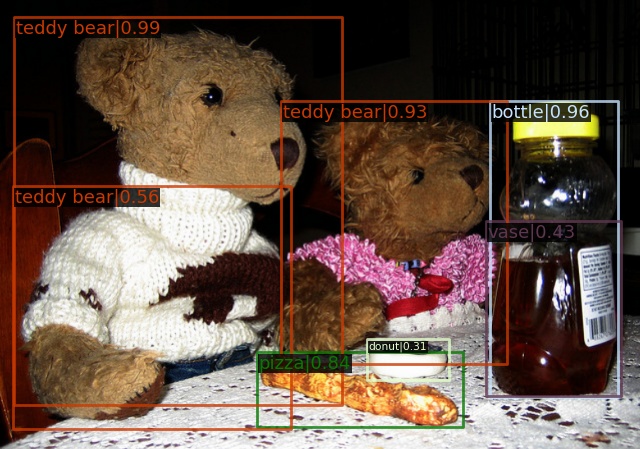 teddy bear|0.99
teddy bear|0.93
bottle|0.96
teddy bear|0.56
vase|0.43
donut|0.31
pizza|0.84